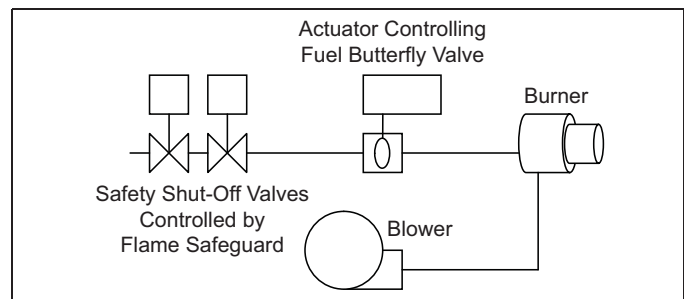 Actuator Controlling
Fuel Butterfly Valve
Burner
Safety Shut-Off Valves
Controlled by
Flame Safeguard
Blower